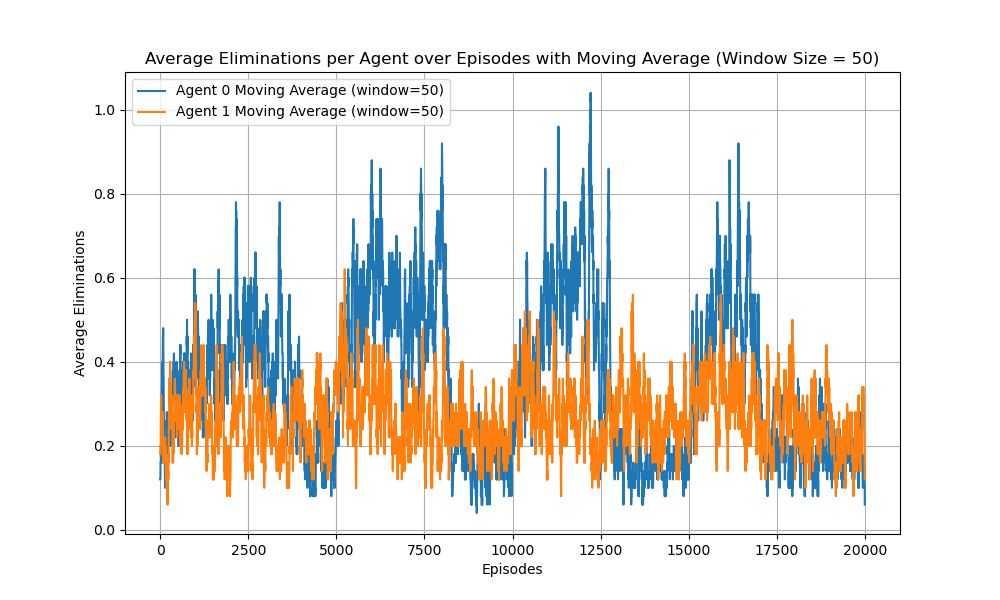 Average Eliminations per Agent over Episodes with Moving Average (Window Size = 50)
Agent 0 Moving Average (window=50)
Agent 1 Moving Average (window=50)
Average Eliminations
1.0
0.8
0.6
0.4
0.2
0.0
0 2500 5000 7500 10000 12500 15000 17500 20000
Episodes